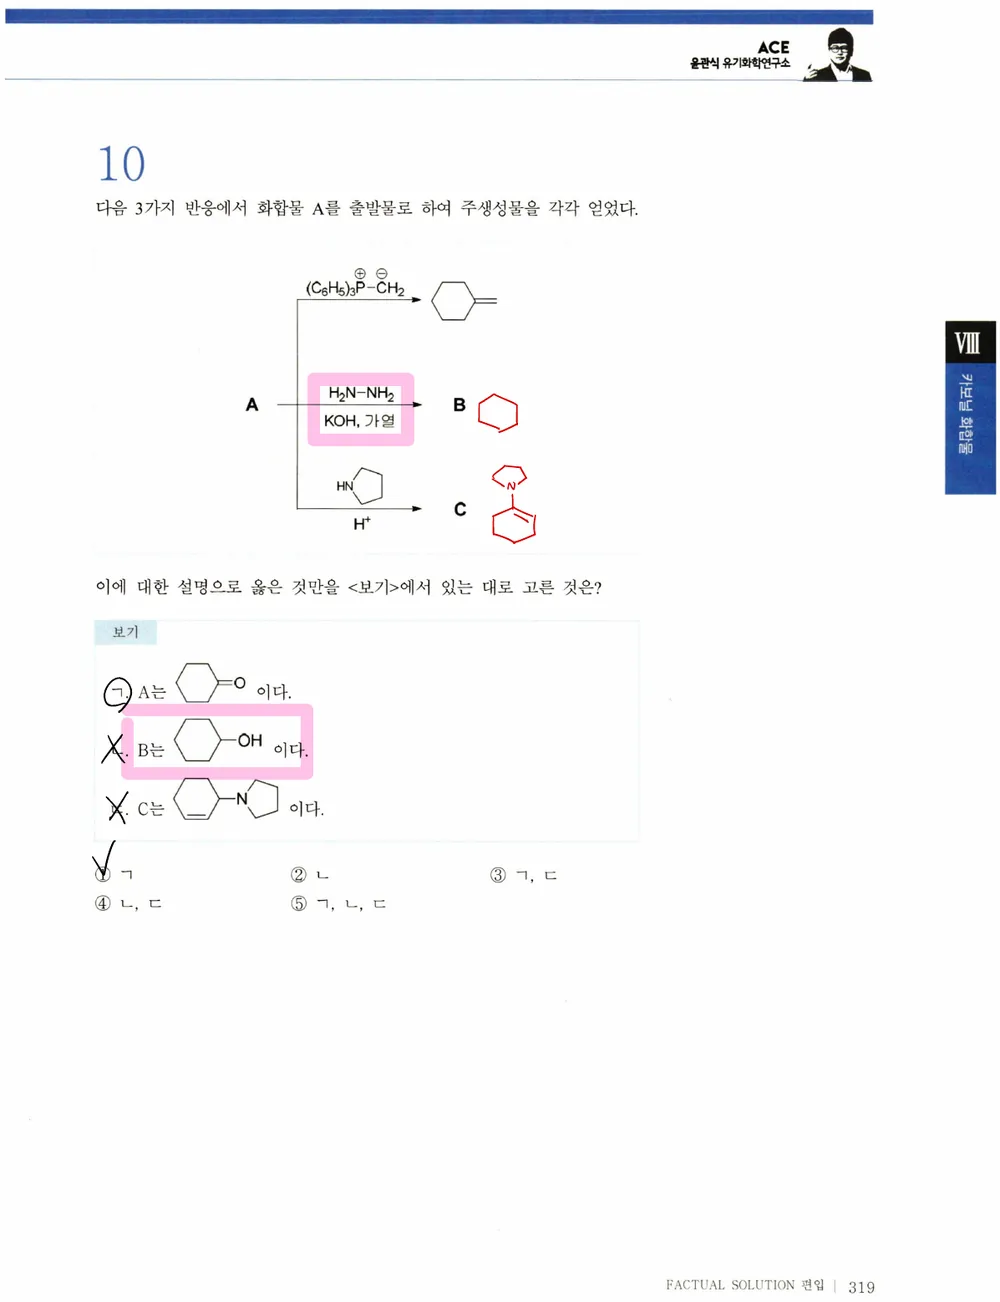 ACE
윤관식 유기화학연구소
10
다음 3가지 반응에서 화합물 A를 출발물로 하여 주생성물을 각각 얻었다.
⊕ ⊖
(C6H5)3P−CH2
A
H2N−NH2
KOH, 가열
B
HN
H+
C
N
VIII
카보닐 화합물
이에 대한 설명으로 옳은 것만을 <보기>에서 있는 대로 고른 것은?
보기
ㄱ. A는 =O 이다.
ㄴ. B는 -OH 이다.
ㄷ. C는 N 이다.
① ㄱ ② ㄴ ③ ㄱ, ㄷ
④ ㄴ, ㄷ ⑤ ㄱ, ㄴ, ㄷ
FACTUAL SOLUTION 편입 | 319